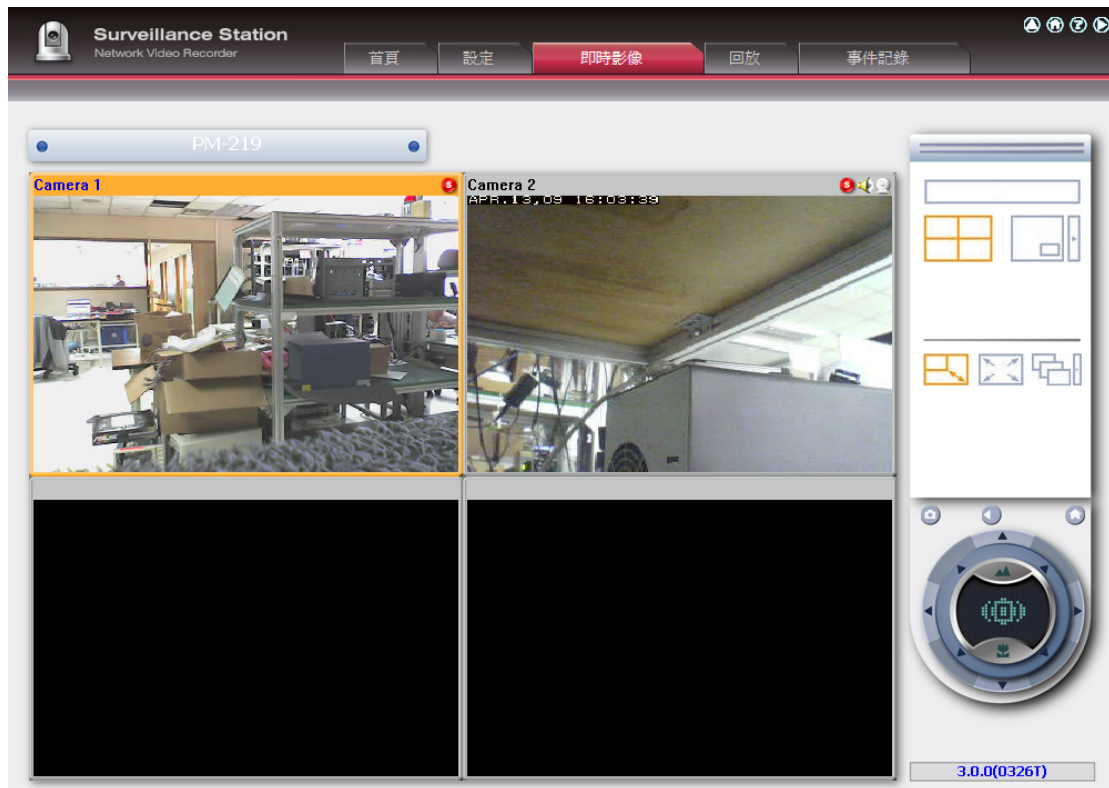 Surveillance Station
Network Video Recorder
首頁
設定
即時影像
回放
事件記錄
PM-219
Camera 1
Camera 2
APR.13,09 16:03:39
3.0.0(0326T)